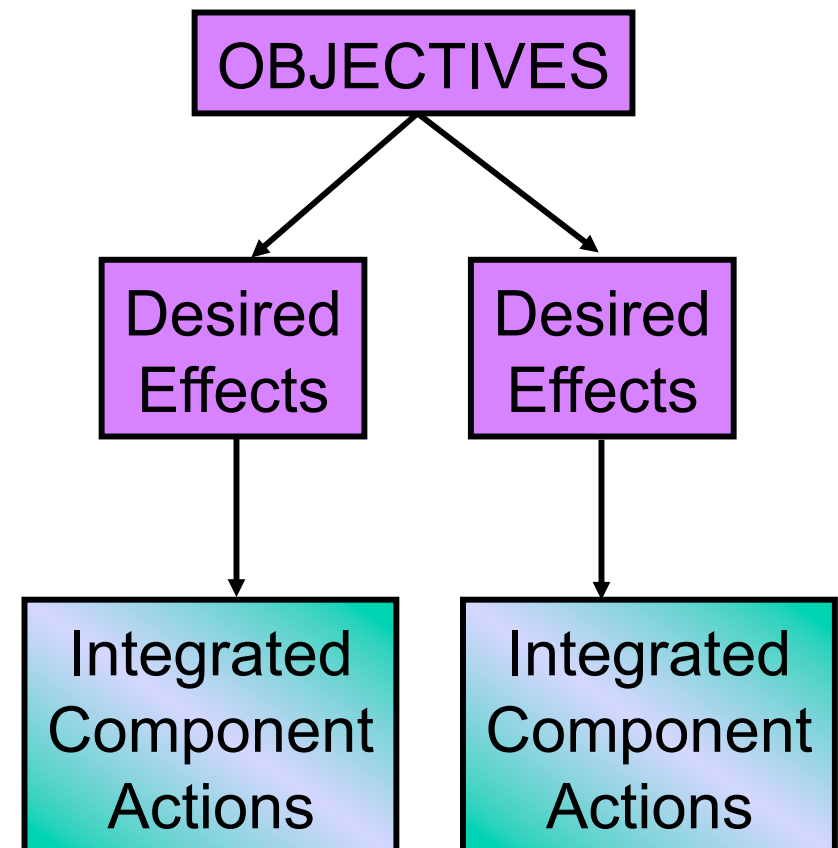 OBJECTIVES
Desired
Effects
Desired
Effects
Integrated
Component
Actions
Integrated
Component
Actions